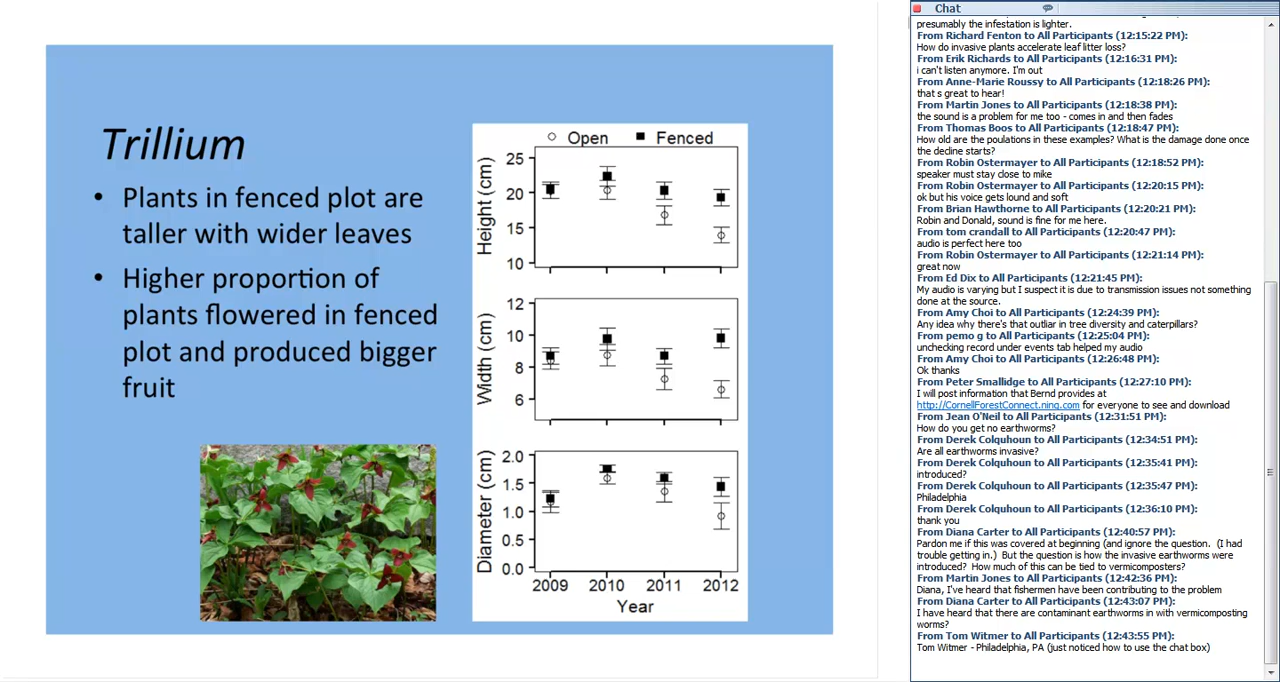 Trillium
• Plants in fenced plot are
taller with wider leaves
• Higher proportion of
plants flowered in fenced
plot and produced bigger
fruit
Open Fenced
Height (cm)
25
20
15
10
Width (cm)
12
10
8
6
Diameter (cm)
2.0
1.5
1.0
0.5
0.0
2009 2010 2011 2012
Year
Chat
presumably the infestation is lighter.
From Richard Fenton to All Participants (12:15:22 PM):
How do invasive plants accelerate leaf litter loss?
From Erik Richards to All Participants (12:16:31 PM):
i can't listen anymore. I'm out
From Anne-Marie Roussy to All Participants (12:18:26 PM):
that s great to hear!
From Martin Jones to All Participants (12:18:38 PM):
the sound is a problem for me too - comes in and then fades
From Thomas Boos to All Participants (12:18:47 PM):
How old are the poulations in these examples? What is the damage done once
the decline starts?
From Robin Ostermayer to All Participants (12:18:52 PM):
speaker must stay close to mike
From Robin Ostermayer to All Participants (12:20:15 PM):
ok but his voice gets lound and soft
From Brian Hawthorne to All Participants (12:20:21 PM):
Robin and Donald, sound is fine for me here.
From tom crandall to All Participants (12:20:47 PM):
audio is perfect here too
From Robin Ostermayer to All Participants (12:21:14 PM):
great now
From Ed Dix to All Participants (12:21:45 PM):
My audio is varying but I suspect it is due to transmission issues not something
done at the source.
From Amy Choi to All Participants (12:24:39 PM):
Any idea why there's that outliar in tree diversity and caterpillars?
From pemo g to All Participants (12:25:04 PM):
unchecking record under events tab helped my audio
From Amy Choi to All Participants (12:26:48 PM):
Ok thanks
From Peter Smallidge to All Participants (12:27:10 PM):
I will post information that Bernd provides at
http://CornellForestConnect.ning.com for everyone to see and download
From Jean O'Neil to All Participants (12:31:51 PM):
How do you get no earthworms?
From Derek Colquhoun to All Participants (12:34:51 PM):
Are all earthworms invasive?
From Derek Colquhoun to All Participants (12:35:41 PM):
introduced?
From Derek Colquhoun to All Participants (12:35:47 PM):
Philadelphia
From Derek Colquhoun to All Participants (12:36:10 PM):
thank you
From Diana Carter to All Participants (12:40:57 PM):
Pardon me if this was covered at beginning (and ignore the question. (I had
trouble getting in.) But the question is how the invasive earthworms were
introduced? How much of this can be tied to vermicomposters?
From Martin Jones to All Participants (12:42:36 PM):
Diana, I've heard that fishermen have been contributing to the problem
From Diana Carter to All Participants (12:43:07 PM):
I have heard that there are contaminant earthworms in with vermicomposting
worms?
From Tom Witmer to All Participants (12:43:55 PM):
Tom Witmer - Philadelphia, PA (just noticed how to use the chat box)